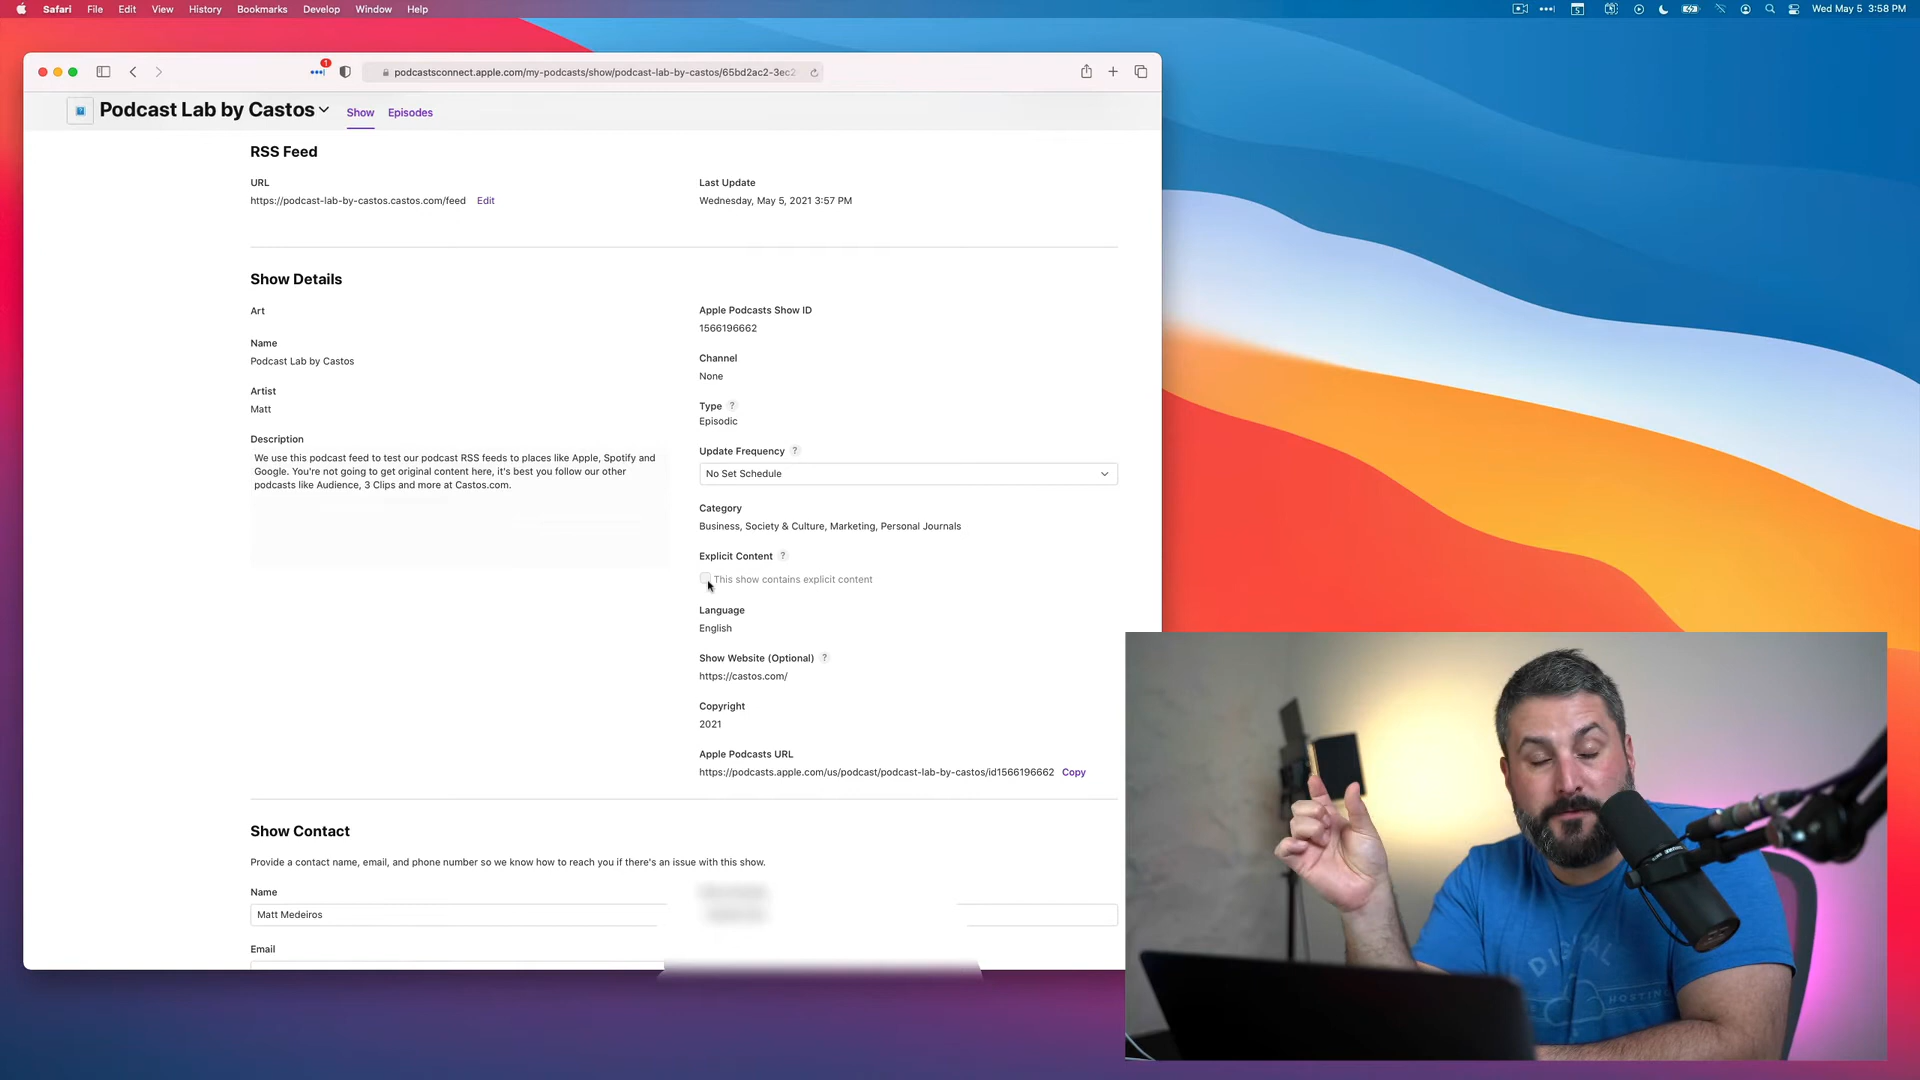 Safari File Edit View History Bookmarks Develop Window Help
Wed May 5 3:58 PM
1
podcastsconnect.apple.com/my-podcasts/show/podcast-lab-by-castos/65bd2ac2-3ec2
Podcast Lab by Castos
Show Episodes
RSS Feed
URL
https://podcast-lab-by-castos.castos.com/feed Edit
Last Update
Wednesday, May 5, 2021 3:57 PM
Show Details
Art
Name
Podcast Lab by Castos
Artist
Matt
Description
We use this podcast feed to test our podcast RSS feeds to places like Apple, Spotify and
Google. You're not going to get original content here, it's best you follow our other
podcasts like Audience, 3 Clips and more at Castos.com.
Apple Podcasts Show ID
1566196662
Channel
None
Type ?
Episodic
Update Frequency ?
No Set Schedule
Category
Business, Society & Culture, Marketing, Personal Journals
Explicit Content ?
This show contains explicit content
Language
English
Show Website (Optional) ?
https://castos.com/
Copyright
2021
Apple Podcasts URL
https://podcasts.apple.com/us/podcast/podcast-lab-by-castos/id1566196662 Copy
Show Contact
Provide a contact name, email, and phone number so we know how to reach you if there's an issue with this show.
Name
Matt Medeiros
Email
DIGITAL
HOSTING